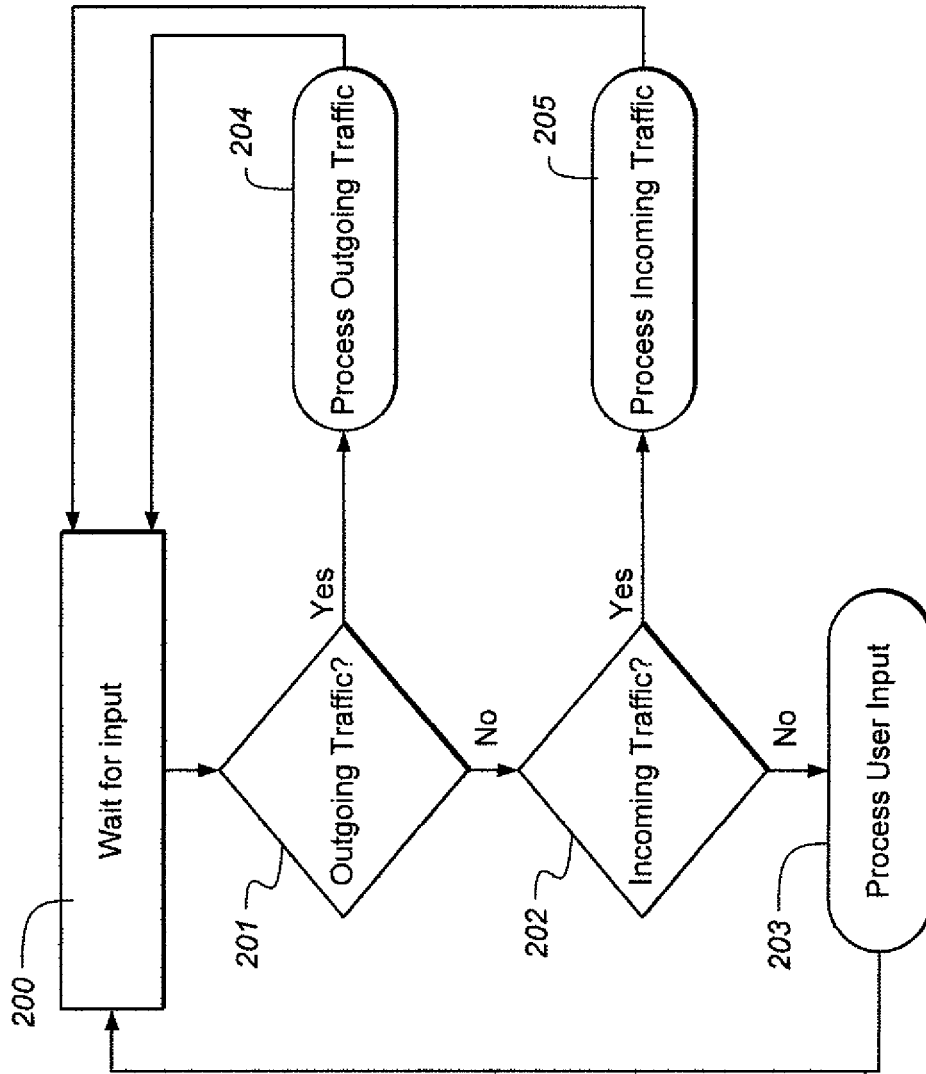 200
Wait for input
201
Outgoing Traffic?
Yes
204
Process Outgoing Traffic
No
202
Incoming Traffic?
Yes
205
Process Incoming Traffic
No
203
Process User Input